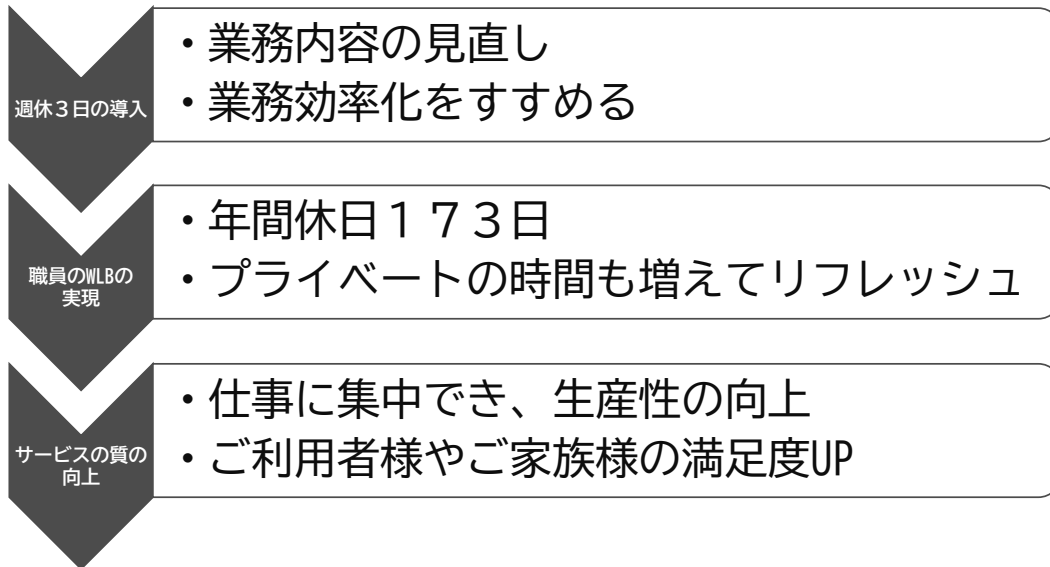 週休３日の導入
・業務内容の見直し
・業務効率化をすすめる
職員のWLBの
実現
・年間休日１７３日
・プライベートの時間も増えてリフレッシュ
サービスの質の
向上
・仕事に集中でき、生産性の向上
・ご利用者様やご家族様の満足度UP